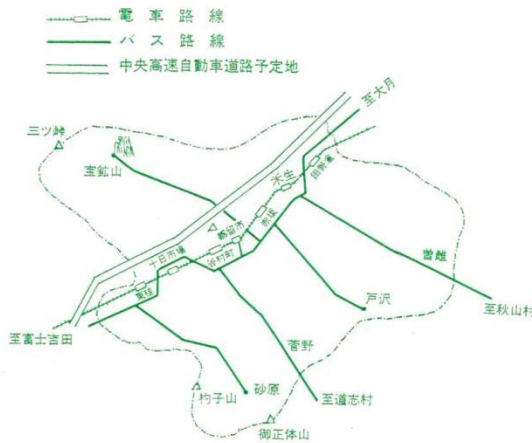 電車路線
バス路線
中央高速自動車道路予定地
至大月
三ツ峠
宝鉱山
禾生
田野倉
赤坂
都留市
谷村町
十日市場
東桂
曽雌
戸沢
至秋山村
至富士吉田
菅野
杓子山
砂原
至道志村
御正体山